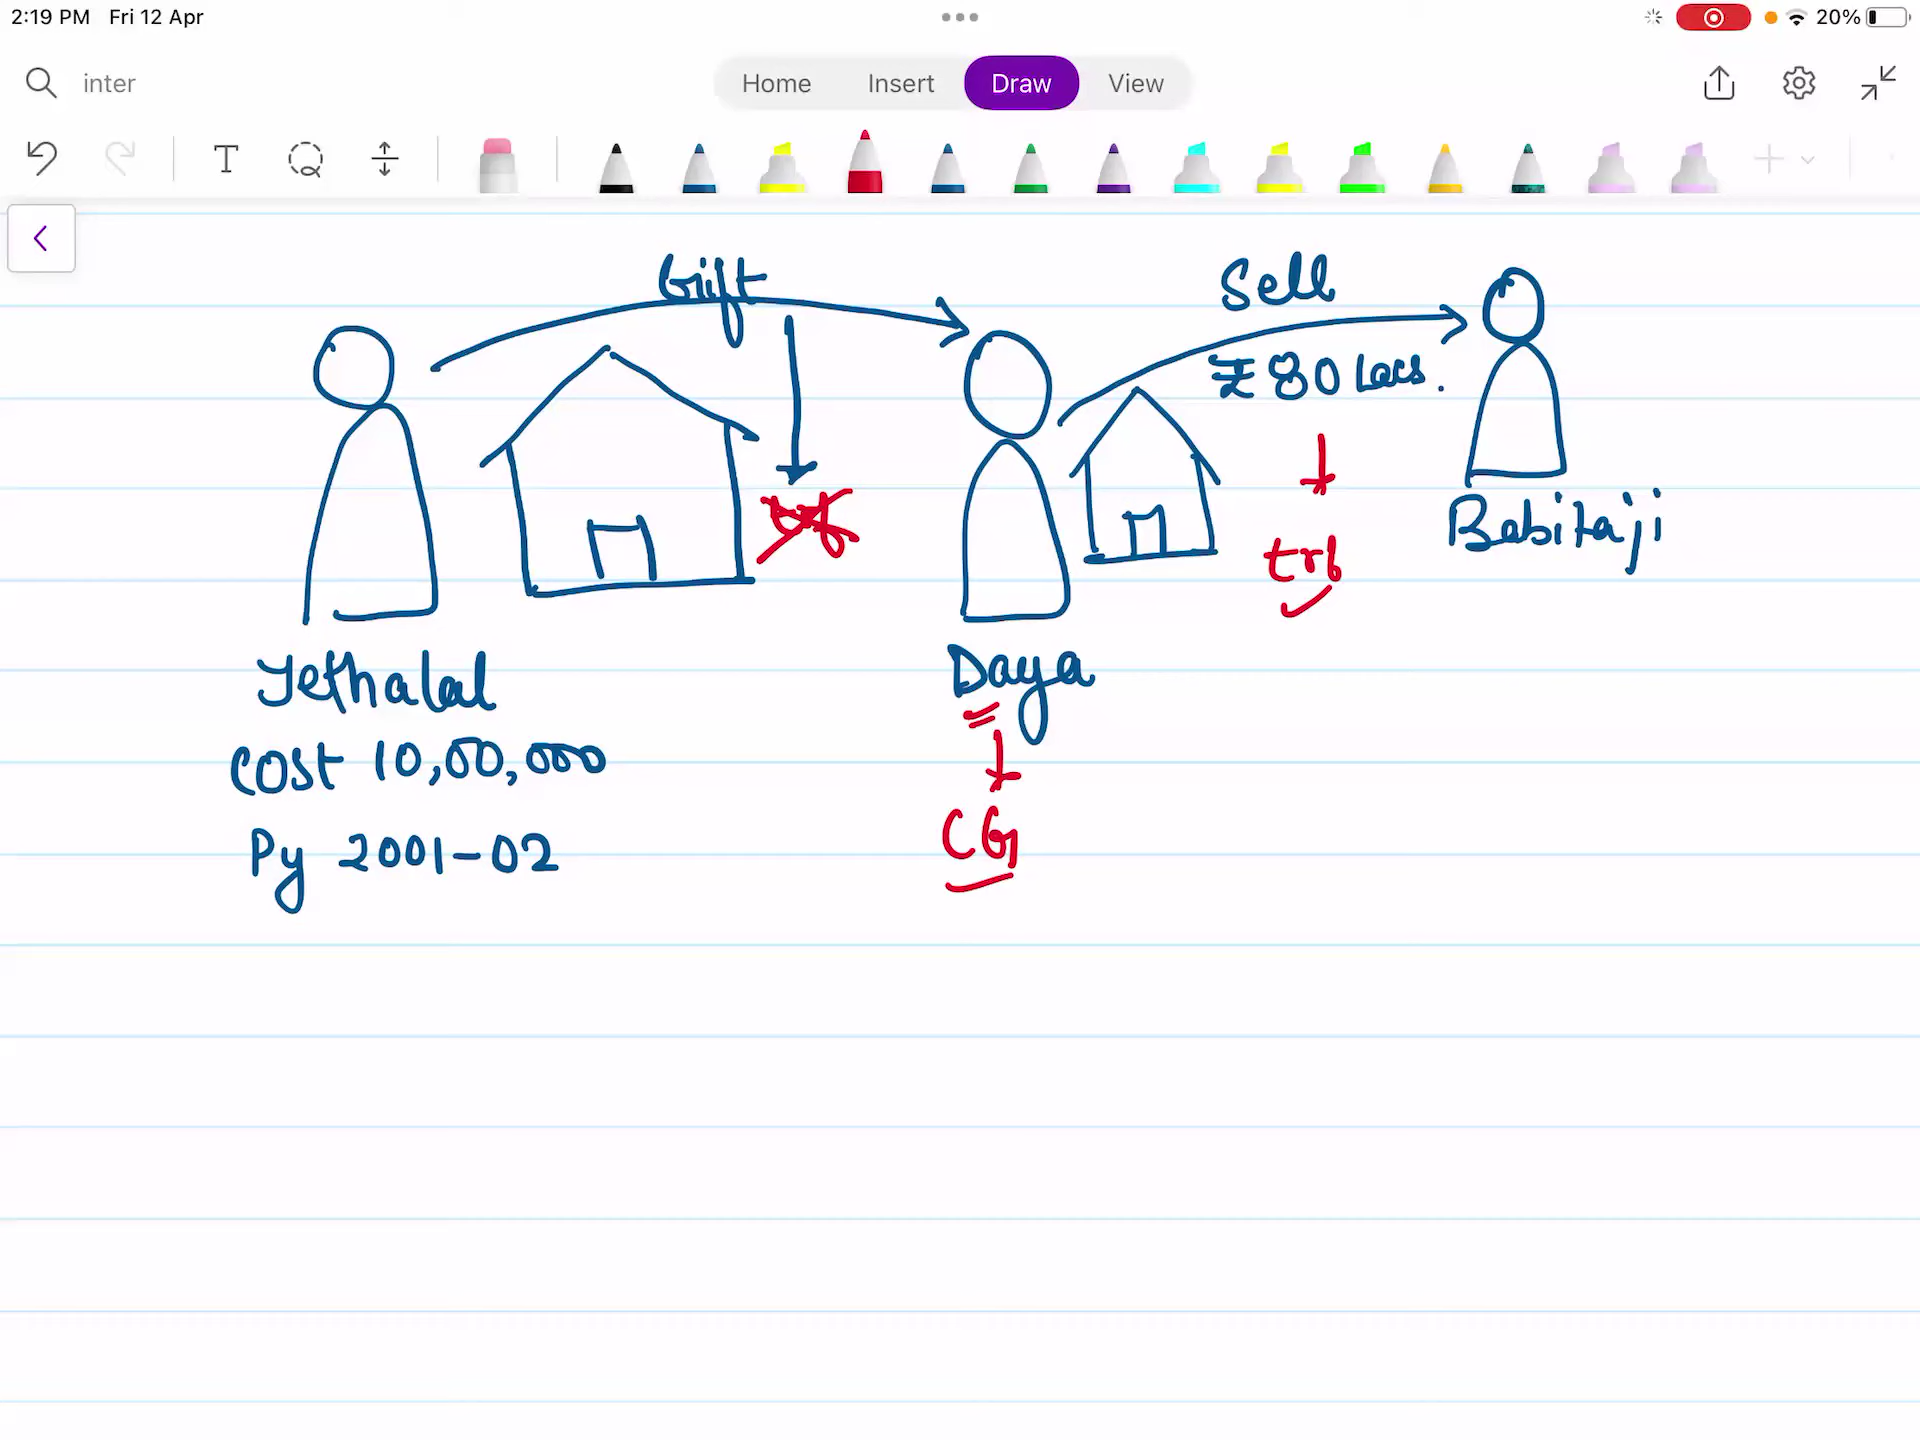 2:19 PM Fri 12 Apr
20%
inter
Home Insert Draw View
T
Gift
Sell
₹ 80 Lacs.
trf
Babitaji
trf
Jethalal
Daya
Cost 10,00,000
CG
Py 2001-02